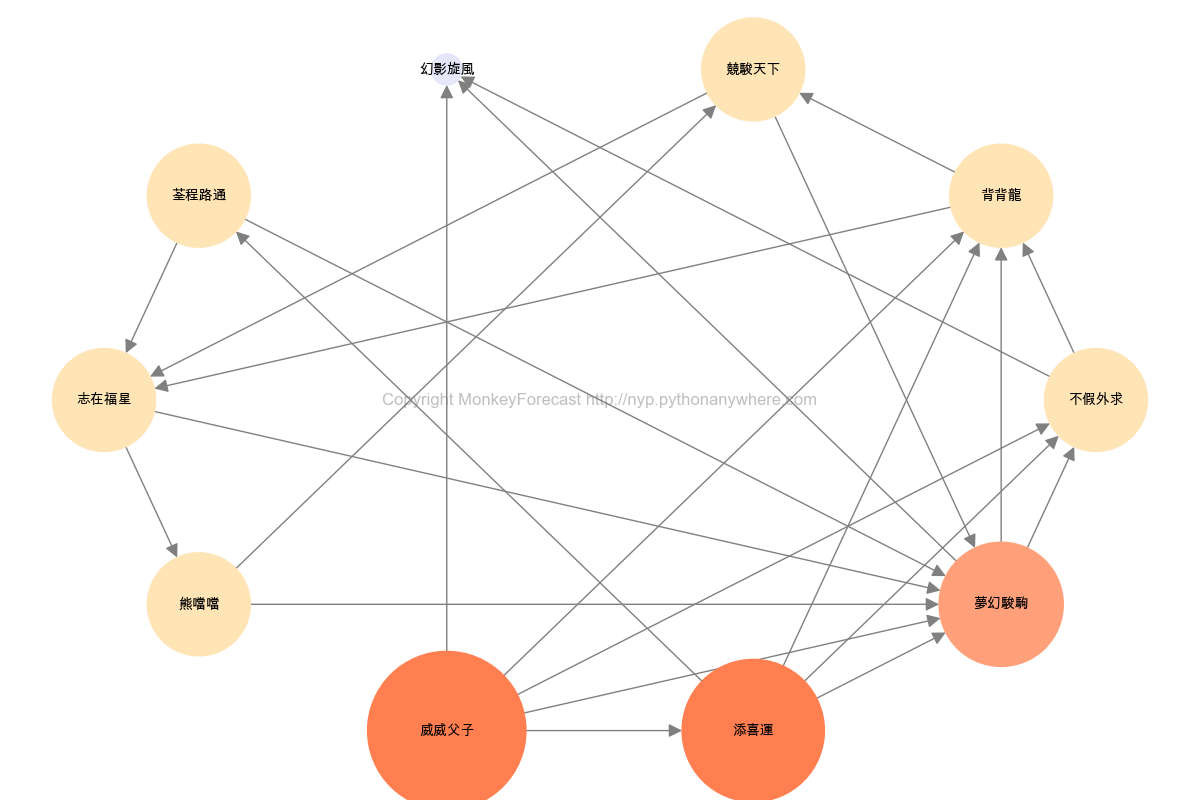 幻影旋風
競駿天下
荃程路通
背背龍
志在福星
Copyright MonkeyForecast http://nyp.pythonanywhere.com
不假外求
熊噹噹
夢幻駿駒
威威父子
添喜運